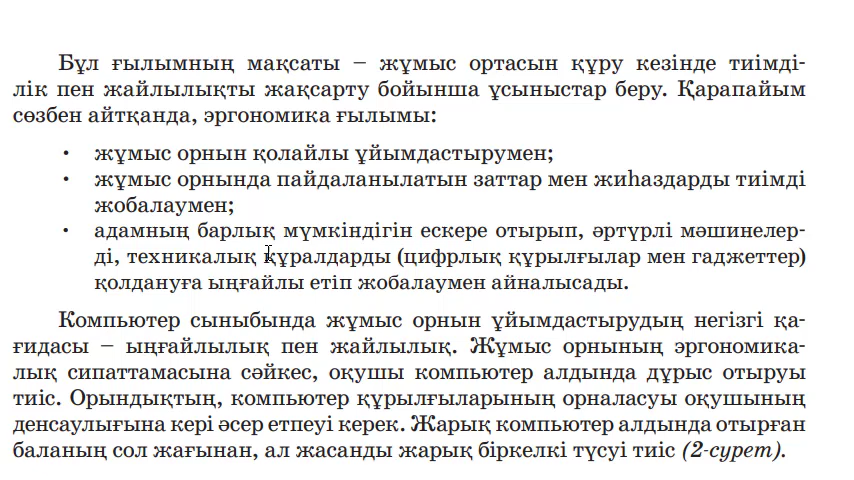 Бұл ғылымның мақсаты – жұмыс ортасын құру кезінде тиімді-
лік пен жайлылықты жақсарту бойынша ұсыныстар беру. Қарапайым
сөзбен айтқанда, эргономика ғылымы:
• жұмыс орнын қолайлы ұйымдастырумен;
• жұмыс орнында пайдаланылатын заттар мен жиһаздарды тиімді
жобалаумен;
• адамның барлық мүмкіндігін ескере отырып, әртүрлі мәшинелер-
ді, техникалық құралдарды (цифрлық құрылғылар мен гаджеттер)
қолдануға ыңғайлы етіп жобалаумен айналысады.
Компьютер сыныбында жұмыс орнын ұйымдастырудың негізгі қа-
ғидасы – ыңғайлылық пен жайлылық. Жұмыс орнының эргономика-
лық сипаттамасына сәйкес, оқушы компьютер алдында дұрыс отыруы
тиіс. Орындықтың, компьютер құрылғыларының орналасуы оқушының
денсаулығына кері әсер етпеуі керек. Жарық компьютер алдында отырған
баланың сол жағынан, ал жасанды жарық біркелкі түсуі тиіс (2-сурет).